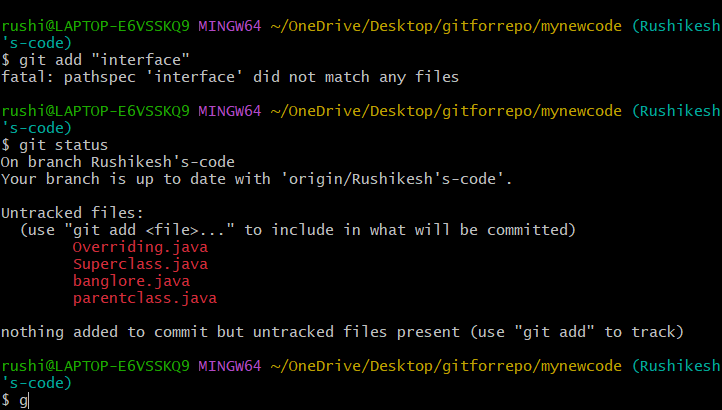 rushi@LAPTOP-E6VSSKQ9 MINGW64 ~/OneDrive/Desktop/gitforrepo/mynewcode (Rushikesh
's-code)
$ git add "interface"
fatal: pathspec 'interface' did not match any files
rushi@LAPTOP-E6VSSKQ9 MINGW64 ~/OneDrive/Desktop/gitforrepo/mynewcode (Rushikesh
's-code)
$ git status
On branch Rushikesh's-code
Your branch is up to date with 'origin/Rushikesh's-code'.
Untracked files:
  (use "git add <file>..." to include in what will be committed)
        Overriding.java
        Superclass.java
        banglore.java
        parentclass.java
nothing added to commit but untracked files present (use "git add" to track)
rushi@LAPTOP-E6VSSKQ9 MINGW64 ~/OneDrive/Desktop/gitforrepo/mynewcode (Rushikesh
's-code)
$ g